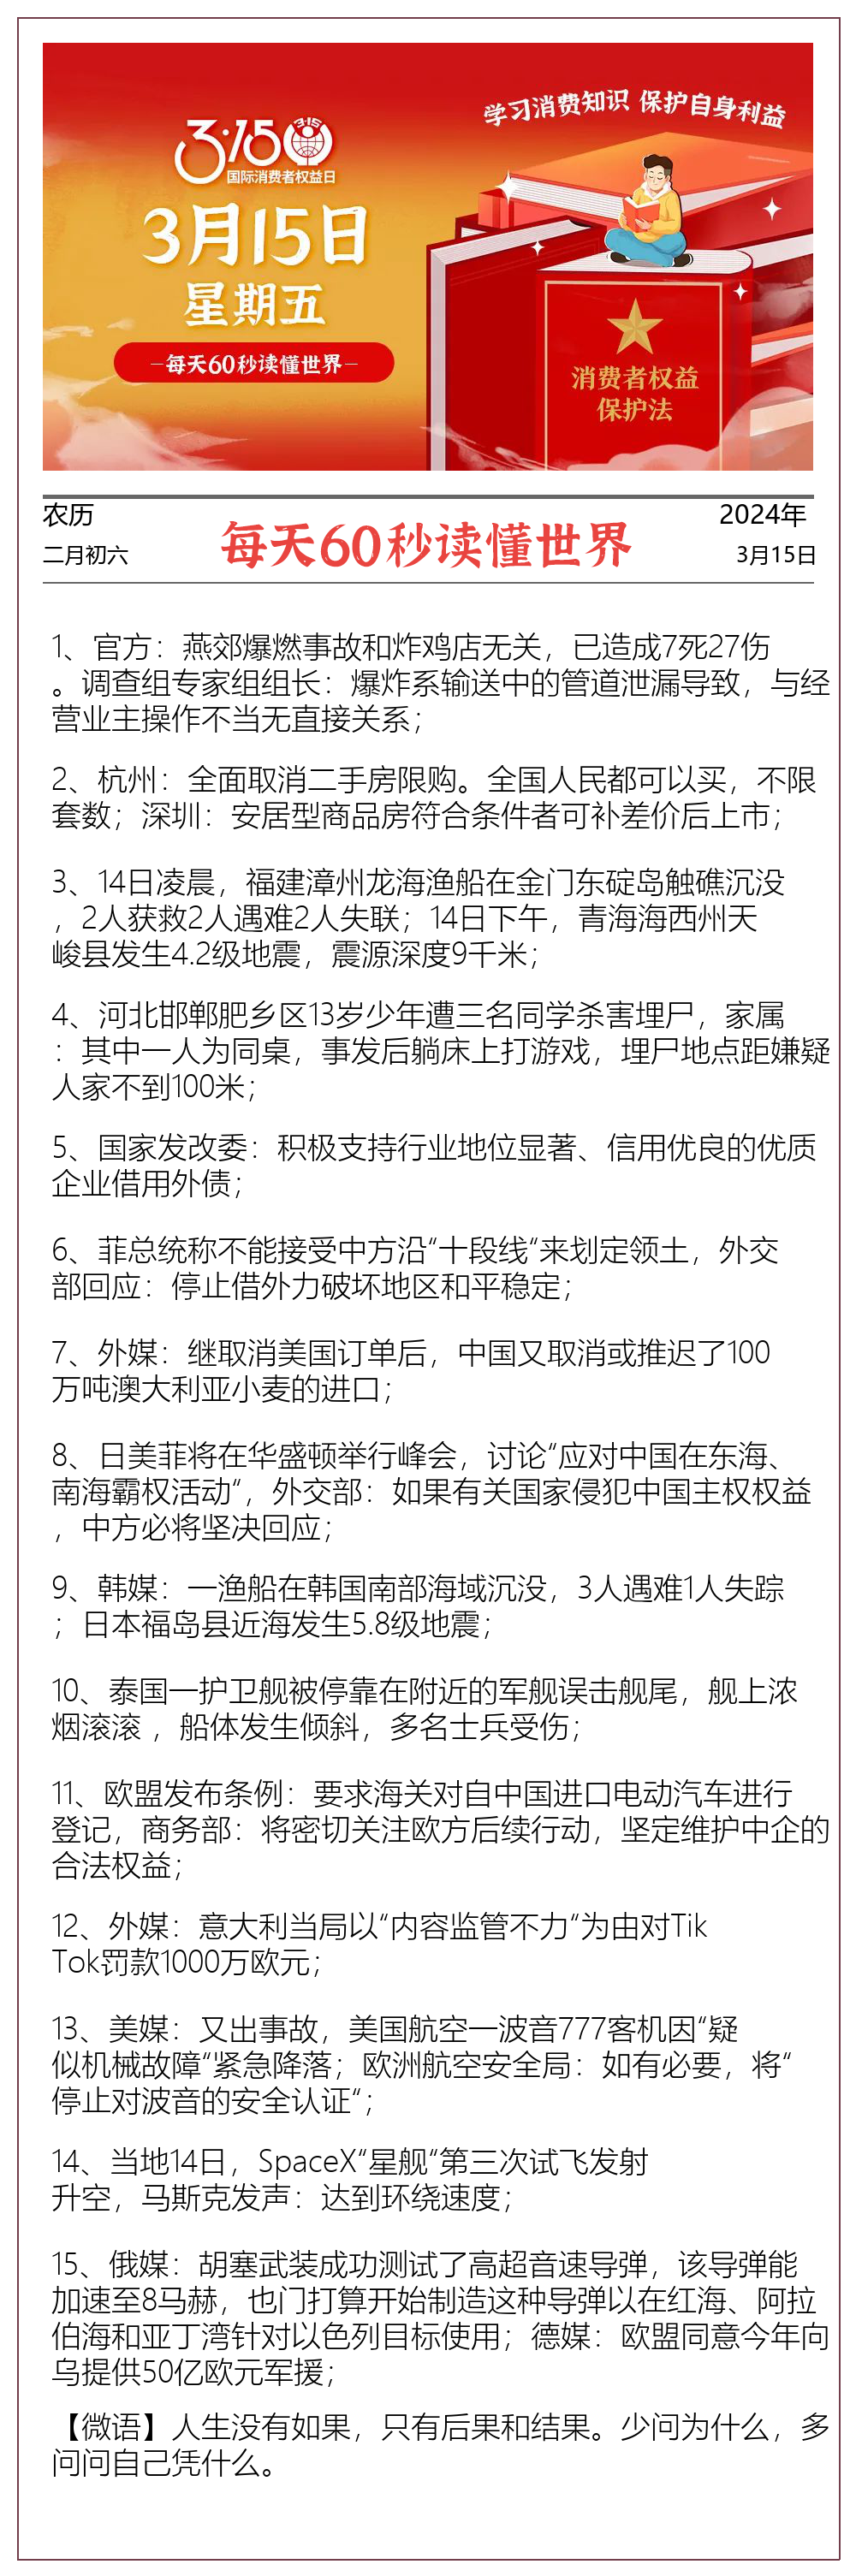 学习消费知识 保护自身利益
3·15
3·15
国际消费者权益日
3月15日
星期五
—每天60秒读懂世界—
消费者权益
保护法
农历
二月初六
每天60秒读懂世界
2024年
3月15日
1、官方：燕郊爆燃事故和炸鸡店无关，已造成7死27伤
。调查组专家组组长：爆炸系输送中的管道泄漏导致，与经
营业主操作不当无直接关系；
2、杭州：全面取消二手房限购。全国人民都可以买，不限
套数；深圳：安居型商品房符合条件者可补差价后上市；
3、14日凌晨，福建漳州龙海渔船在金门东碇岛触礁沉没
，2人获救2人遇难2人失联；14日下午，青海海西州天
峻县发生4.2级地震，震源深度9千米；
4、河北邯郸肥乡区13岁少年遭三名同学杀害埋尸，家属
：其中一人为同桌，事发后躺床上打游戏，埋尸地点距嫌疑
人家不到100米；
5、国家发改委：积极支持行业地位显著、信用优良的优质
企业借用外债；
6、菲总统称不能接受中方沿“十段线“来划定领土，外交
部回应：停止借外力破坏地区和平稳定；
7、外媒：继取消美国订单后，中国又取消或推迟了100
万吨澳大利亚小麦的进口；
8、日美菲将在华盛顿举行峰会，讨论“应对中国在东海、
南海霸权活动“，外交部：如果有关国家侵犯中国主权权益
，中方必将坚决回应；
9、韩媒：一渔船在韩国南部海域沉没，3人遇难1人失踪
；日本福岛县近海发生5.8级地震；
10、泰国一护卫舰被停靠在附近的军舰误击舰尾，舰上浓
烟滚滚 ，船体发生倾斜，多名士兵受伤；
11、欧盟发布条例：要求海关对自中国进口电动汽车进行
登记，商务部：将密切关注欧方后续行动，坚定维护中企的
合法权益；
12、外媒：意大利当局以“内容监管不力“为由对Tik
Tok罚款1000万欧元；
13、美媒：又出事故，美国航空一波音777客机因“疑
似机械故障“紧急降落；欧洲航空安全局：如有必要，将“
停止对波音的安全认证“；
14、当地14日，SpaceX“星舰“第三次试飞发射
升空，马斯克发声：达到环绕速度；
15、俄媒：胡塞武装成功测试了高超音速导弹，该导弹能
加速至8马赫，也门打算开始制造这种导弹以在红海、阿拉
伯海和亚丁湾针对以色列目标使用；德媒：欧盟同意今年向
乌提供50亿欧元军援；
【微语】人生没有如果，只有后果和结果。少问为什么，多
问问自己凭什么。